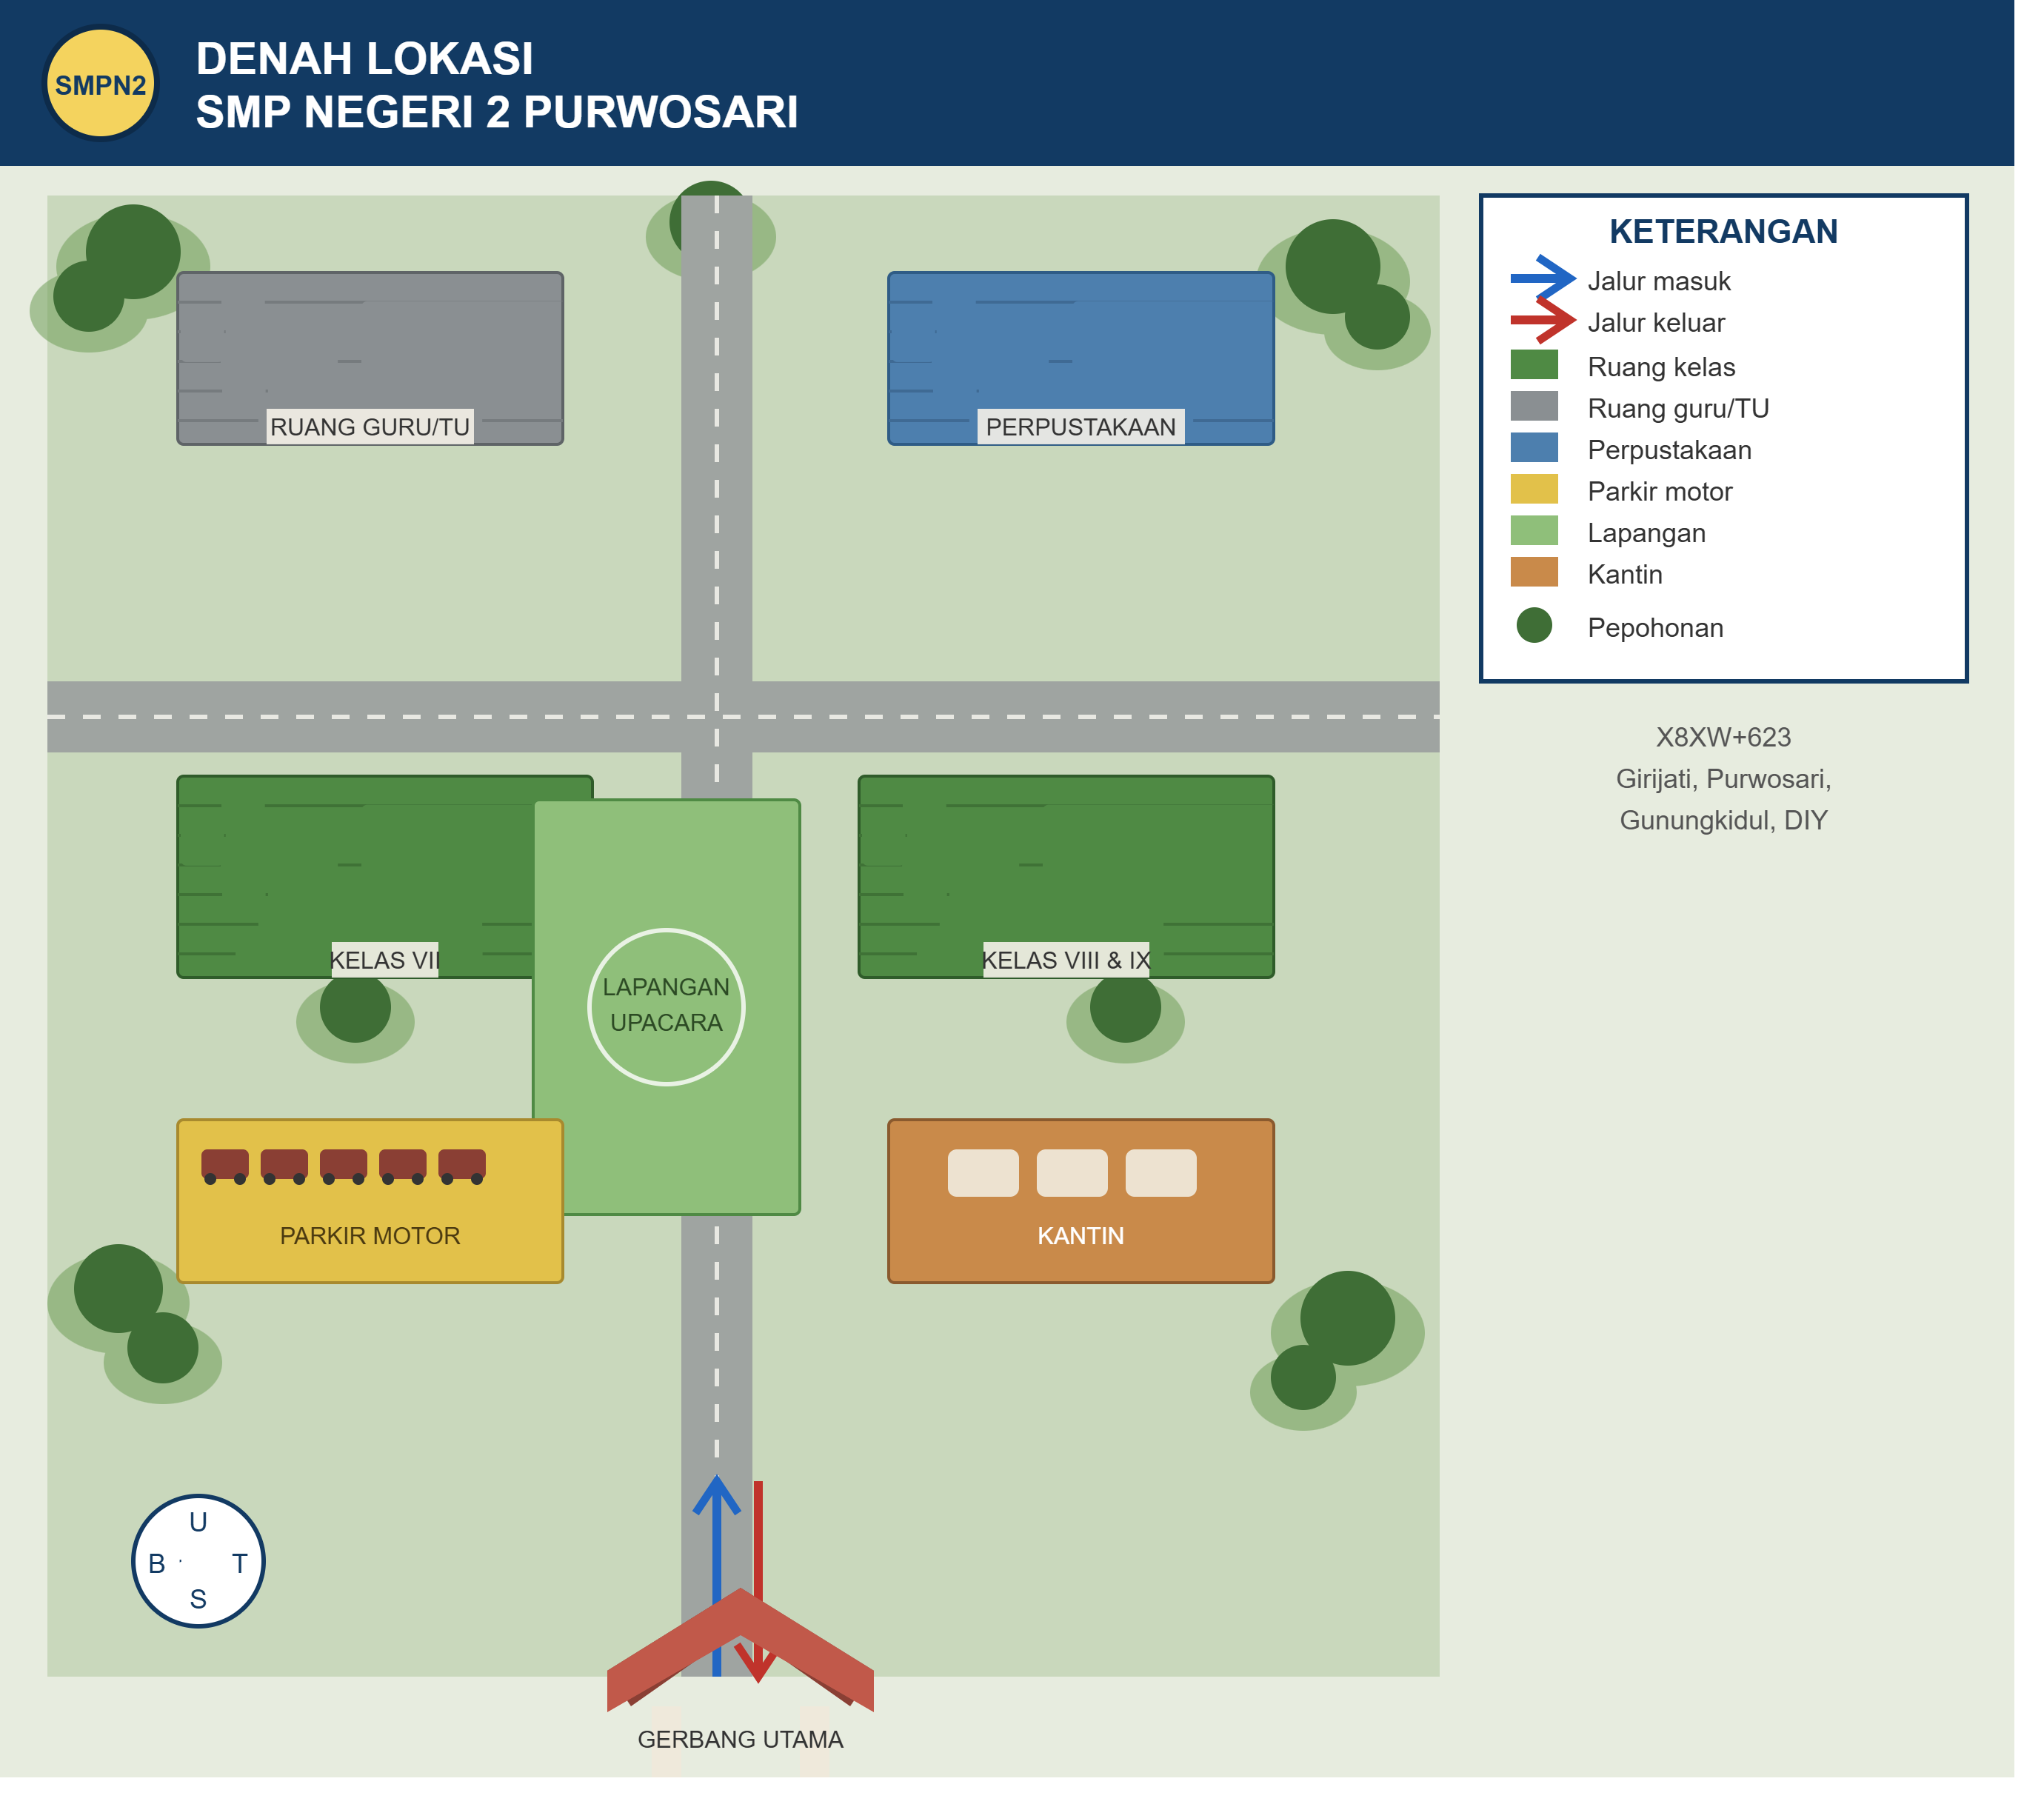 SMPN2
DENAH LOKASI
SMP NEGERI 2 PURWOSARI
RUANG GURU/TU
PERPUSTAKAAN
KELAS VII
KELAS VIII & IX
LAPANGAN
UPACARA
PARKIR MOTOR
KANTIN
U
B T
S
GERBANG UTAMA
KETERANGAN
Jalur masuk
Jalur keluar
Ruang kelas
Ruang guru/TU
Perpustakaan
Parkir motor
Lapangan
Kantin
Pepohonan
X8XW+623
Girijati, Purwosari,
Gunungkidul, DIY